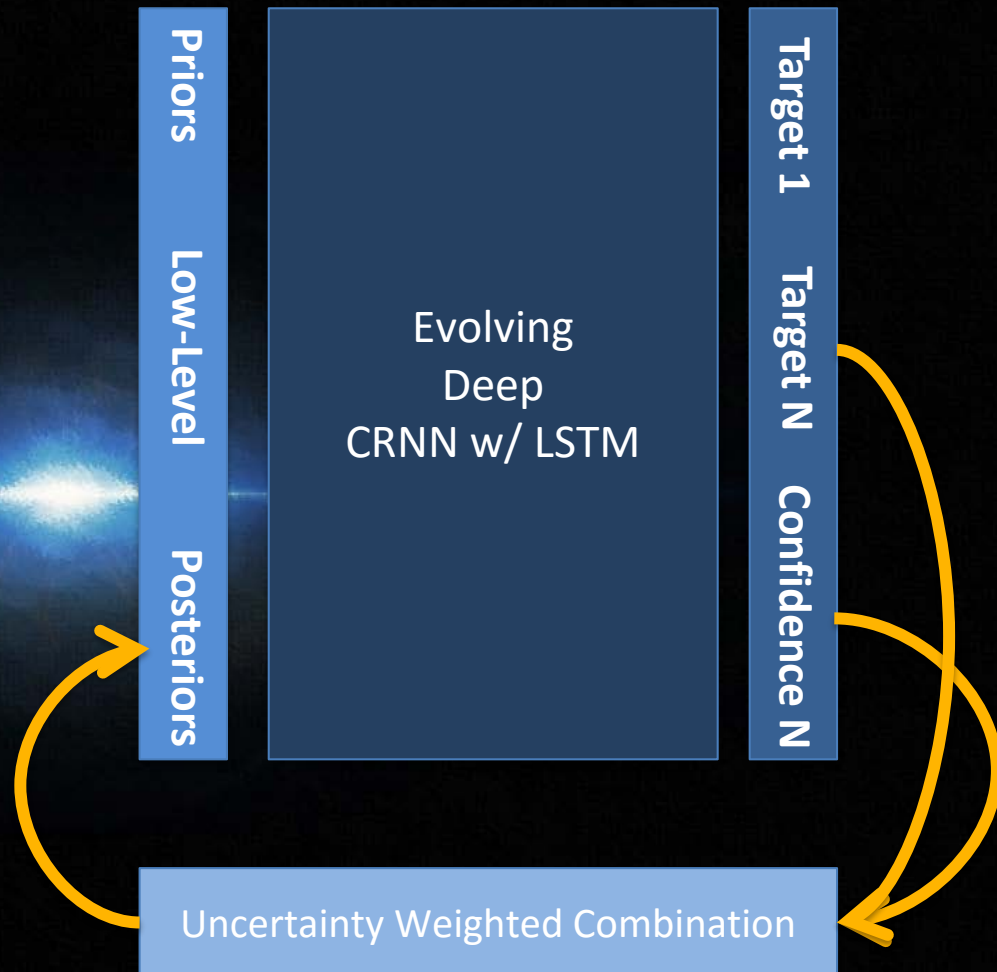 Priors
Low-Level
Posteriors
Evolving
Deep
CRNN w/ LSTM
Target 1
Target N
Confidence N
Uncertainty Weighted Combination